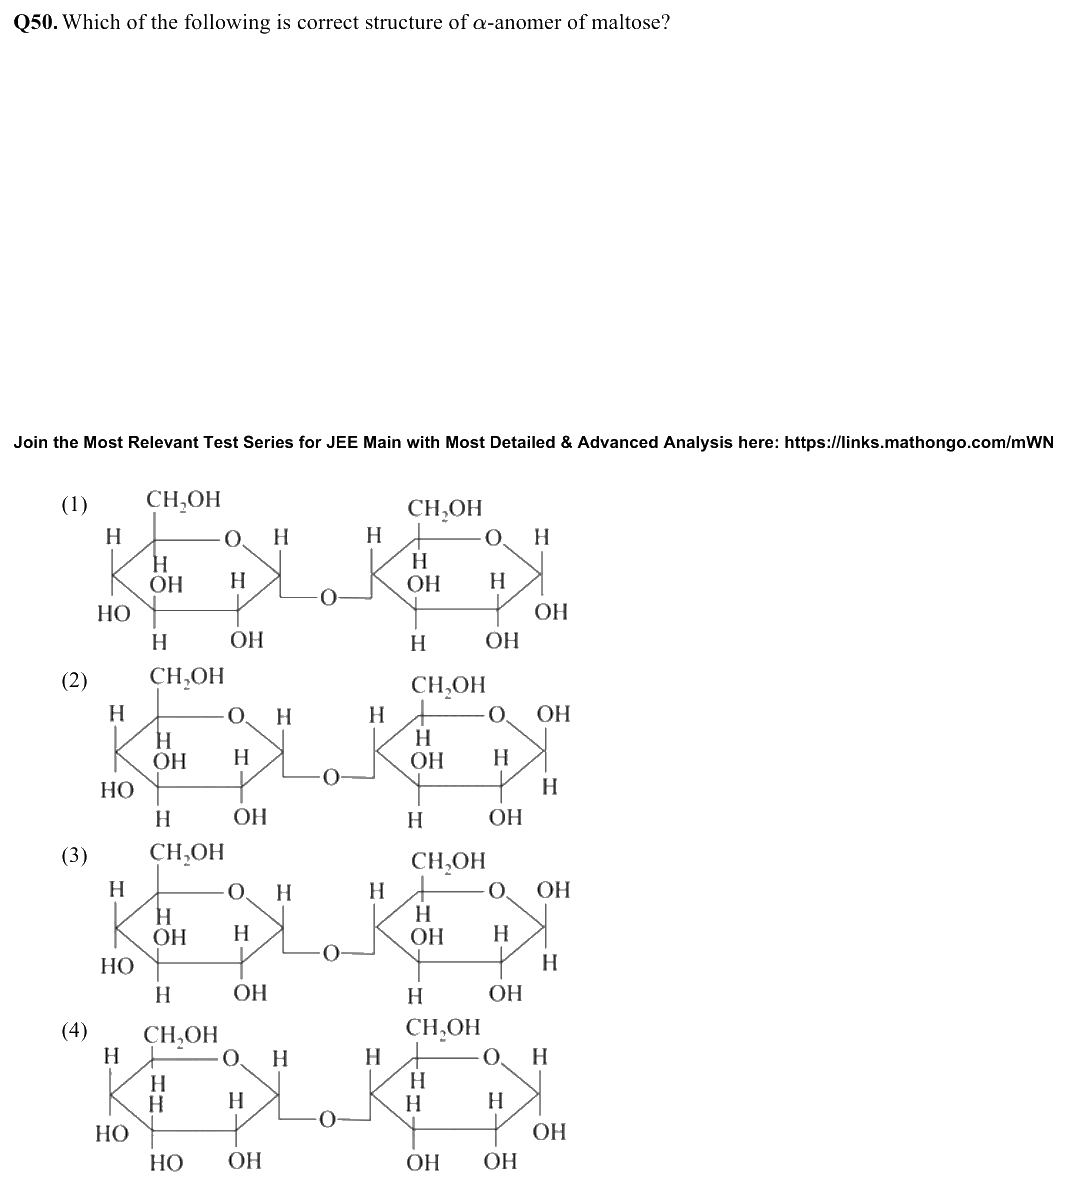 Q50. Which of the following is correct structure of α-anomer of maltose?
Join the Most Relevant Test Series for JEE Main with Most Detailed & Advanced Analysis here: https://links.mathongo.com/mWN
(1) CH₂OH CH₂OH
H O H H O H
H H
OH H OH H
HO O OH
H OH H OH
(2) CH₂OH CH₂OH
H O H H O OH
H H
OH H OH H
HO O H
H OH H OH
(3) CH₂OH CH₂OH
H O H H O OH
H H
OH H OH H
HO O H
H OH H OH
(4) CH₂OH CH₂OH
H O H H O H
H H
H H H H
HO O OH
HO OH OH OH